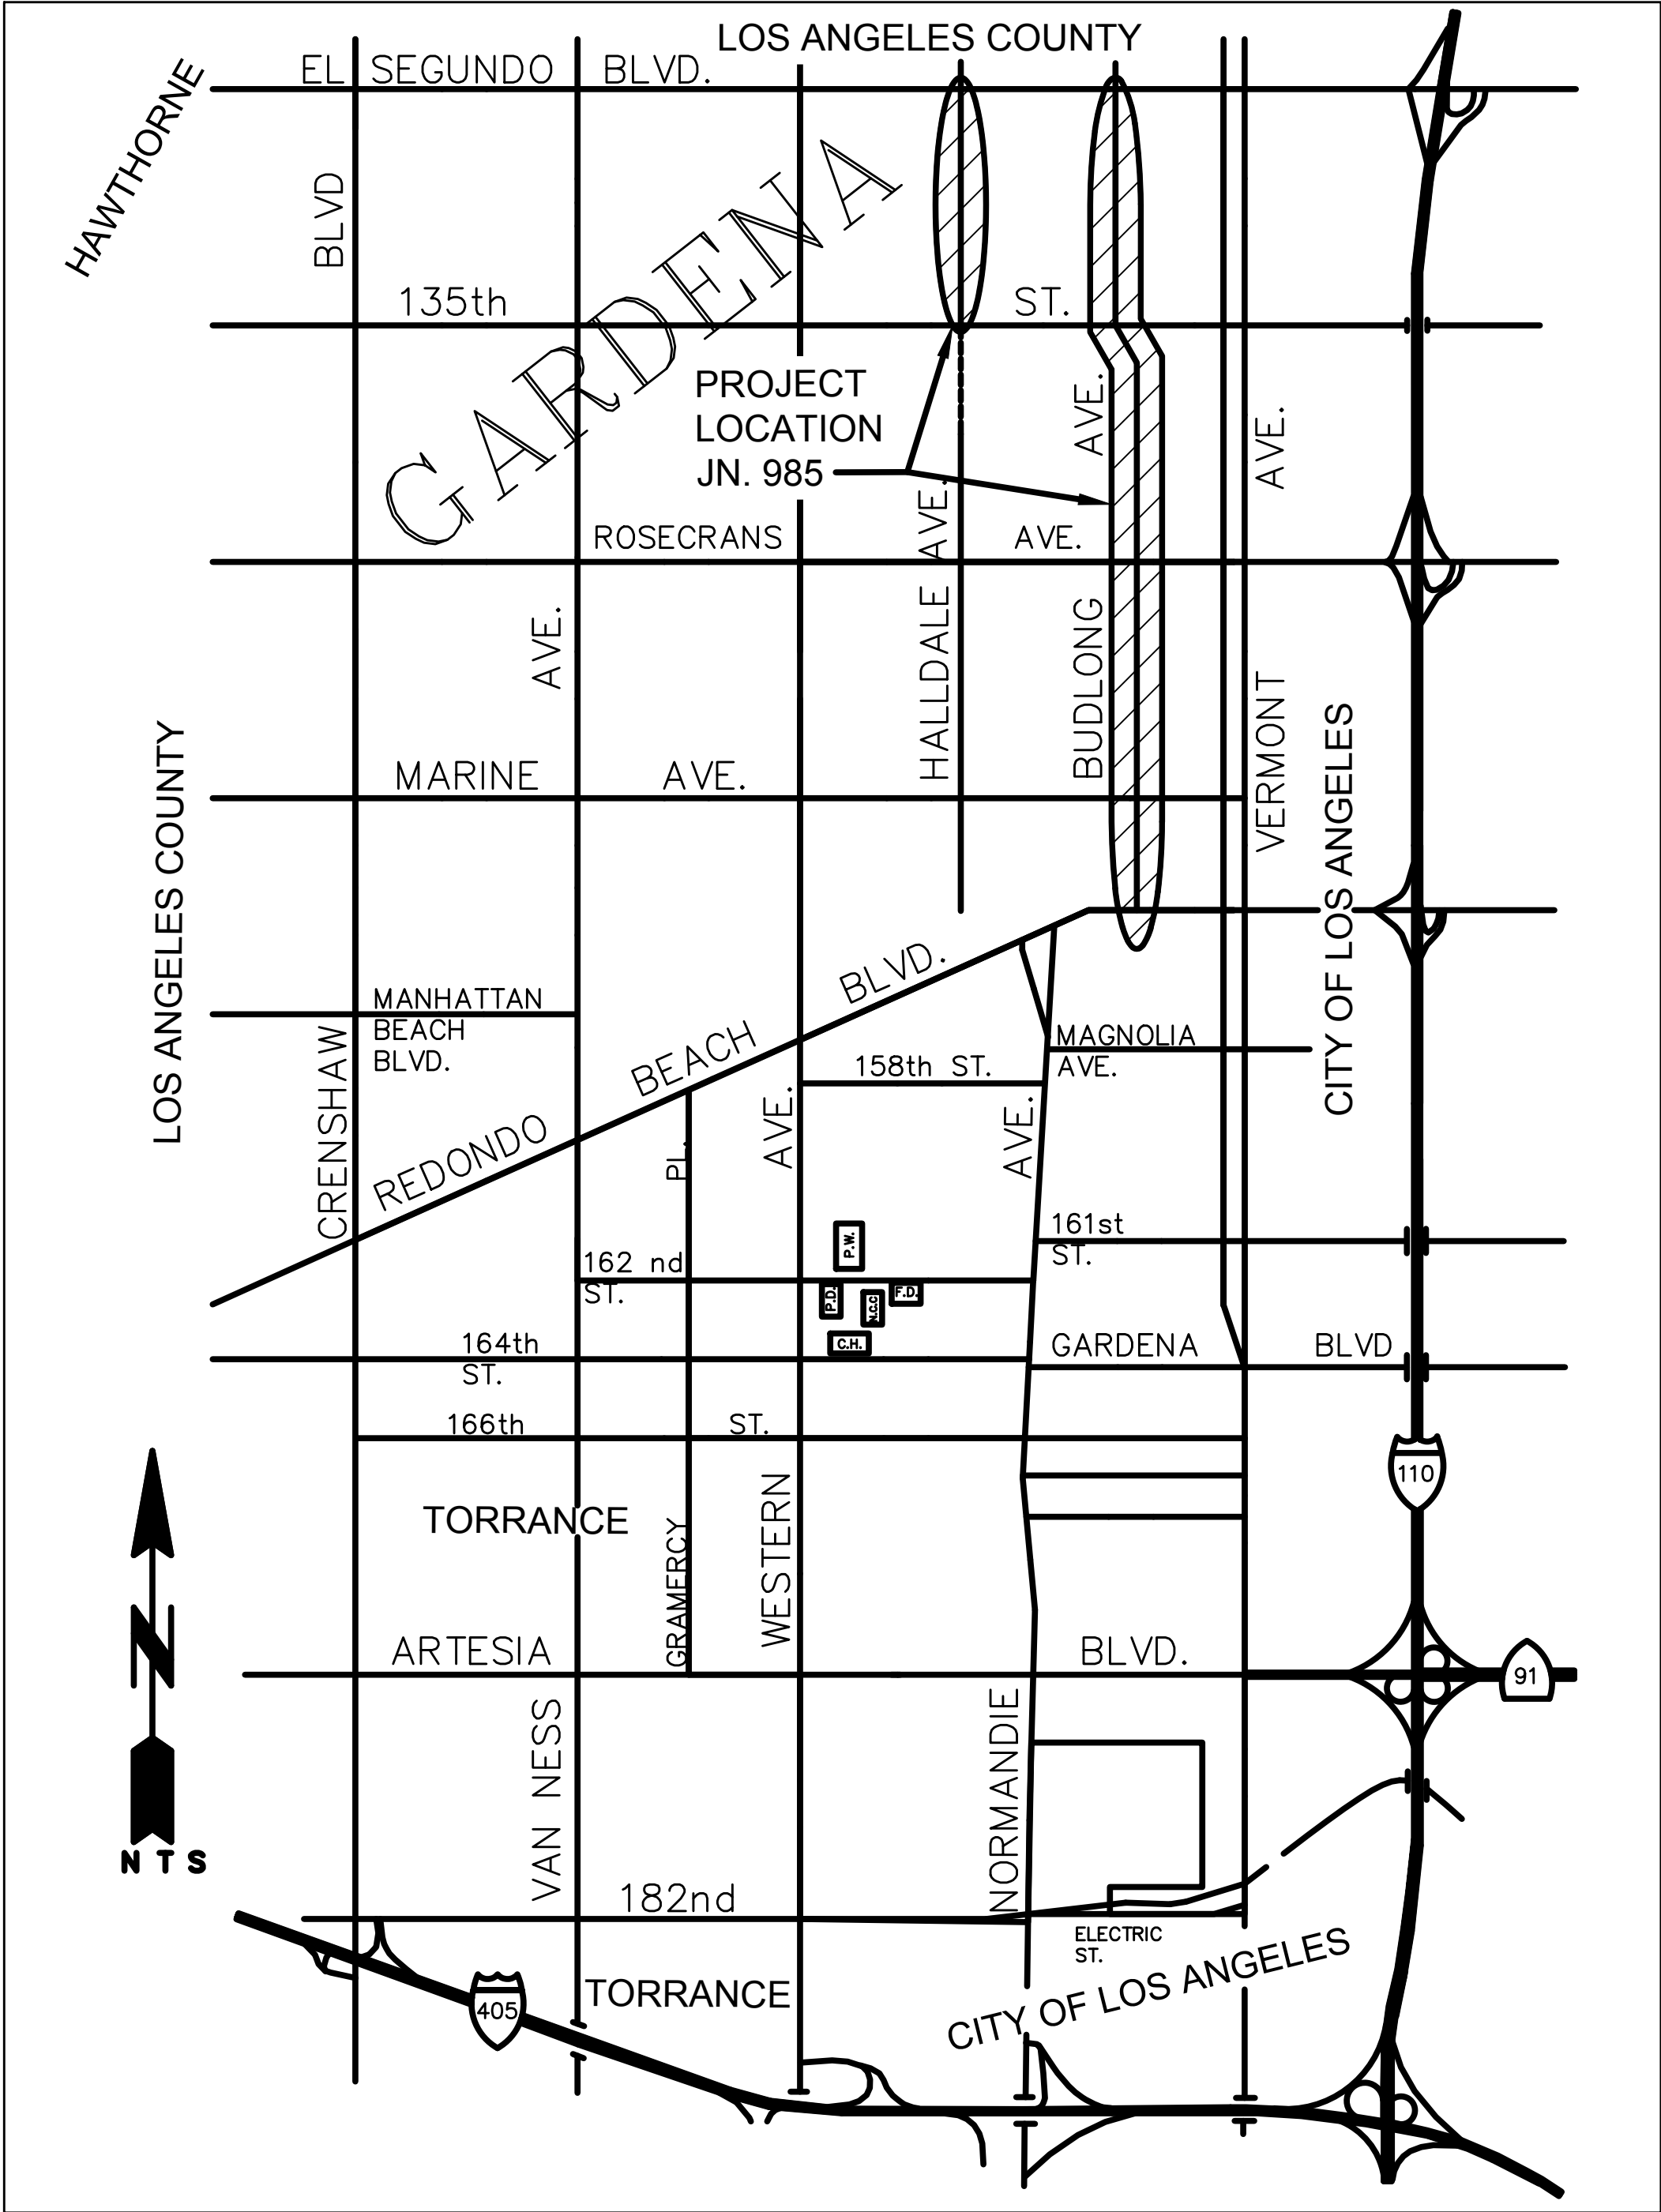 LOS ANGELES COUNTY
EL SEGUNDO BLVD.
HAWTHORNE
GARDENA
BLVD
135th ST.
PROJECT
LOCATION
JN. 985
AVE.
AVE.
AVE.
ROSECRANS AVE.
AVE.
HALLDALE
BUDLONG
VERMONT
MARINE AVE.
LOS ANGELES COUNTY
CITY OF LOS ANGELES
MANHATTAN
BEACH
BLVD.
REDONDO BEACH BLVD.
CRENSHAW
MAGNOLIA
AVE.
158th ST.
PL.
AVE.
AVE.
161st
ST.
P.W.
162 nd
ST.
P.D.
N.C.C
F.D.
C.H.
164th
ST.
GARDENA BLVD
166th ST.
110
TORRANCE
GRAMERCY
WESTERN
N
ARTESIA BLVD.
91
VAN NESS
NORMANDIE
NTS
182nd
ELECTRIC
ST.
405
TORRANCE
CITY OF LOS ANGELES